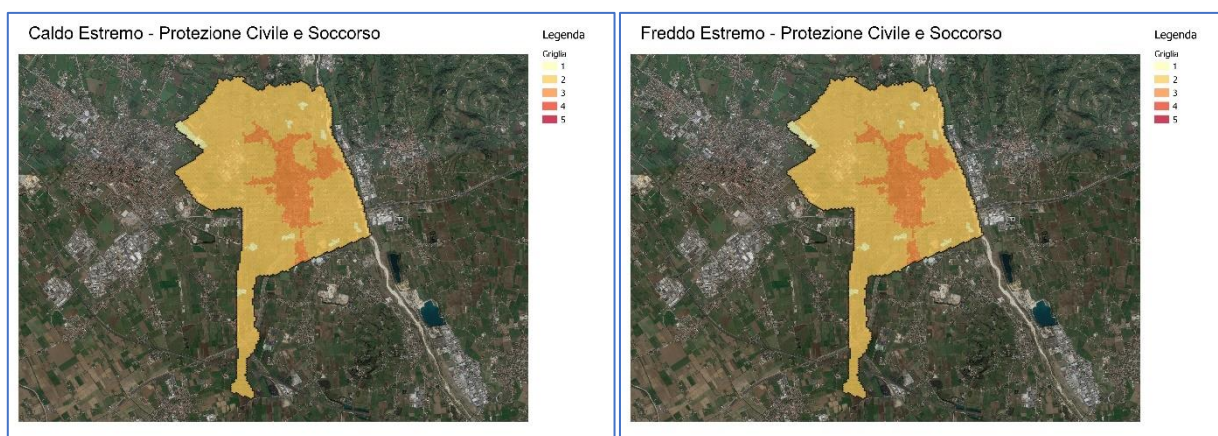 Caldo Estremo - Protezione Civile e Soccorso
Legenda
Griglia
1
2
3
4
5
Freddo Estremo - Protezione Civile e Soccorso
Legenda
Griglia
1
2
3
4
5